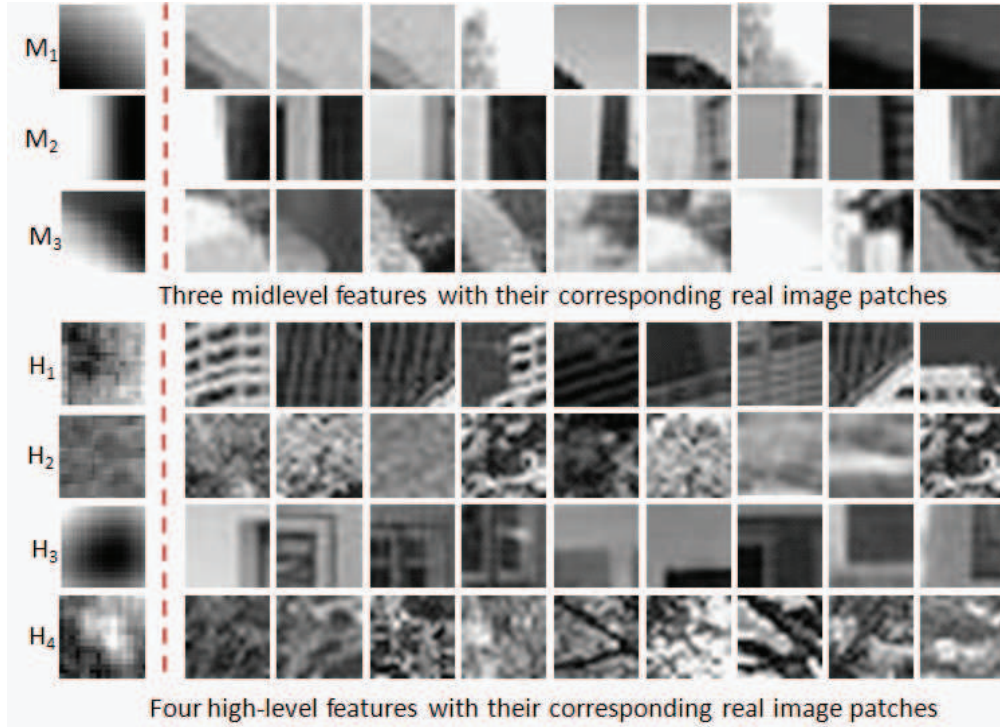 M1
M2
M3
Three midlevel features with their corresponding real image patches
H1
H2
H3
H4
Four high-level features with their corresponding real image patches